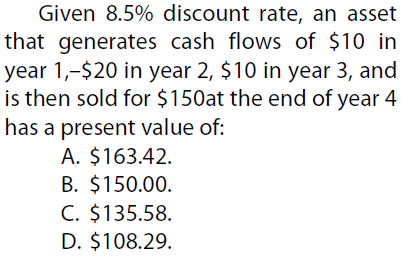 Given 8.5% discount rate, an asset
that generates cash flows of $10 in
year 1,–$20 in year 2, $10 in year 3, and
is then sold for $150at the end of year 4
has a present value of:
A. $163.42.
B. $150.00.
C. $135.58.
D. $108.29.